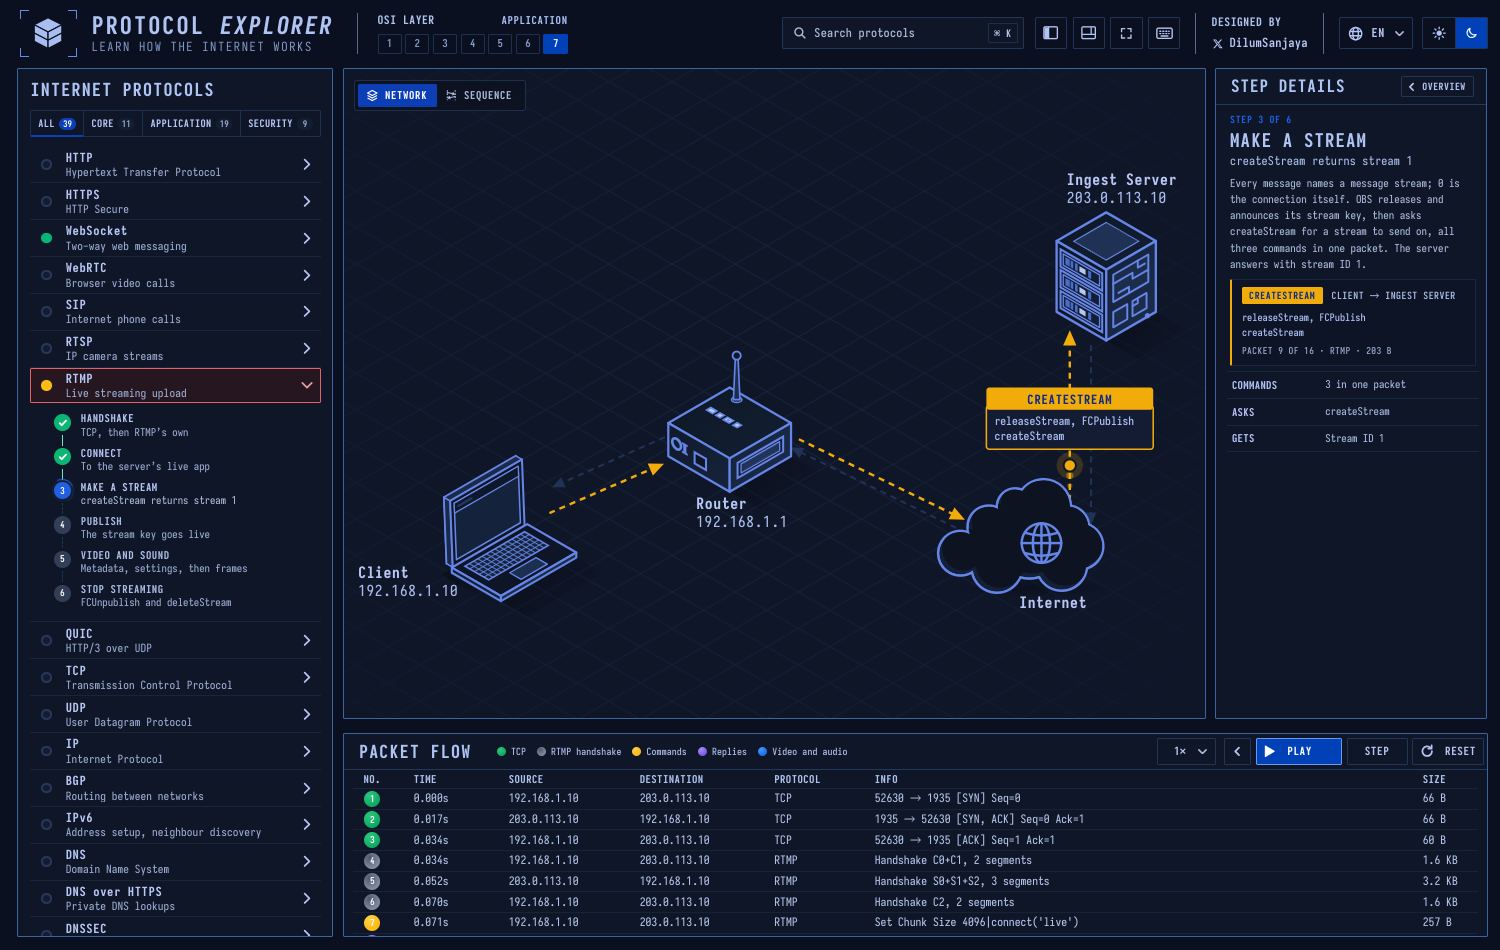 PROTOCOL EXPLORER
LEARN HOW THE INTERNET WORKS
OSI LAYER APPLICATION
1 2 3 4 5 6 7
Search protocols ⌘ K
DESIGNED BY
DilumSanjaya
EN
INTERNET PROTOCOLS
ALL 39 CORE 11 APPLICATION 19 SECURITY 9
HTTP
Hypertext Transfer Protocol
HTTPS
HTTP Secure
WebSocket
Two-way web messaging
WebRTC
Browser video calls
SIP
Internet phone calls
RTSP
IP camera streams
RTMP
Live streaming upload
HANDSHAKE
TCP, then RTMP's own
CONNECT
To the server's live app
3 MAKE A STREAM
createStream returns stream 1
4 PUBLISH
The stream key goes live
5 VIDEO AND SOUND
Metadata, settings, then frames
6 STOP STREAMING
FCUnpublish and deleteStream
QUIC
HTTP/3 over UDP
TCP
Transmission Control Protocol
UDP
User Datagram Protocol
IP
Internet Protocol
BGP
Routing between networks
IPv6
Address setup, neighbour discovery
DNS
Domain Name System
DNS over HTTPS
Private DNS lookups
DNSSEC
NETWORK SEQUENCE
Ingest Server
203.0.113.10
CREATESTREAM
releaseStream, FCPublish
createStream
Router
192.168.1.1
Client
192.168.1.10
Internet
STEP DETAILS
OVERVIEW
STEP 3 OF 6
MAKE A STREAM
createStream returns stream 1
Every message names a message stream; 0 is
the connection itself. OBS releases and
announces its stream key, then asks
createStream for a stream to send on, all
three commands in one packet. The server
answers with stream ID 1.
CREATESTREAM CLIENT → INGEST SERVER
releaseStream, FCPublish
createStream
PACKET 9 OF 16 · RTMP · 203 B
COMMANDS 3 in one packet
ASKS createStream
GETS Stream ID 1
PACKET FLOW
TCP RTMP handshake Commands Replies Video and audio
1× PLAY STEP RESET
NO. TIME SOURCE DESTINATION PROTOCOL INFO SIZE
1 0.000s 192.168.1.10 203.0.113.10 TCP 52630 → 1935 [SYN] Seq=0 66 B
2 0.017s 203.0.113.10 192.168.1.10 TCP 1935 → 52630 [SYN, ACK] Seq=0 Ack=1 66 B
3 0.034s 192.168.1.10 203.0.113.10 TCP 52630 → 1935 [ACK] Seq=1 Ack=1 60 B
4 0.034s 192.168.1.10 203.0.113.10 RTMP Handshake C0+C1, 2 segments 1.6 KB
5 0.052s 203.0.113.10 192.168.1.10 RTMP Handshake S0+S1+S2, 3 segments 3.2 KB
6 0.070s 192.168.1.10 203.0.113.10 RTMP Handshake C2, 2 segments 1.6 KB
7 0.071s 192.168.1.10 203.0.113.10 RTMP Set Chunk Size 4096|connect('live') 257 B